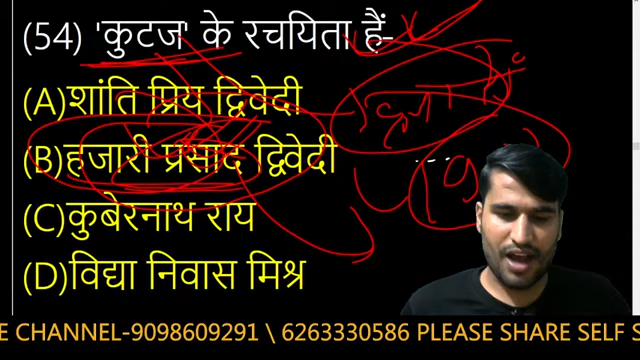 (54) 'कुटज' के रचयिता हैं-
(A)शांति प्रिय द्विवेदी
(B)हजारी प्रसाद द्विवेदी
(C)कुबेरनाथ राय
(D)विद्या निवास मिश्र
E CHANNEL-9098609291 \ 6263330586 PLEASE SHARE SELF S